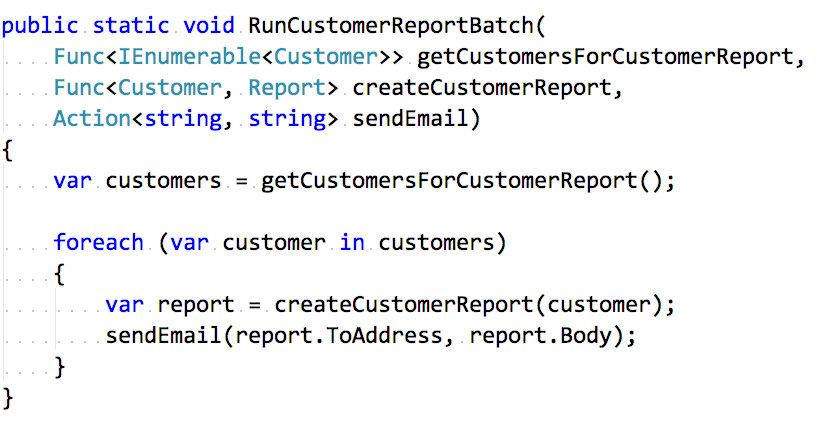 public static void RunCustomerReportBatch(
    Func<IEnumerable<Customer>> getCustomersForCustomerReport,
    Func<Customer, Report> createCustomerReport,
    Action<string, string> sendEmail)
{
    var customers = getCustomersForCustomerReport();

    foreach (var customer in customers)
    {
        var report = createCustomerReport(customer);
        sendEmail(report.ToAddress, report.Body);
    }
}